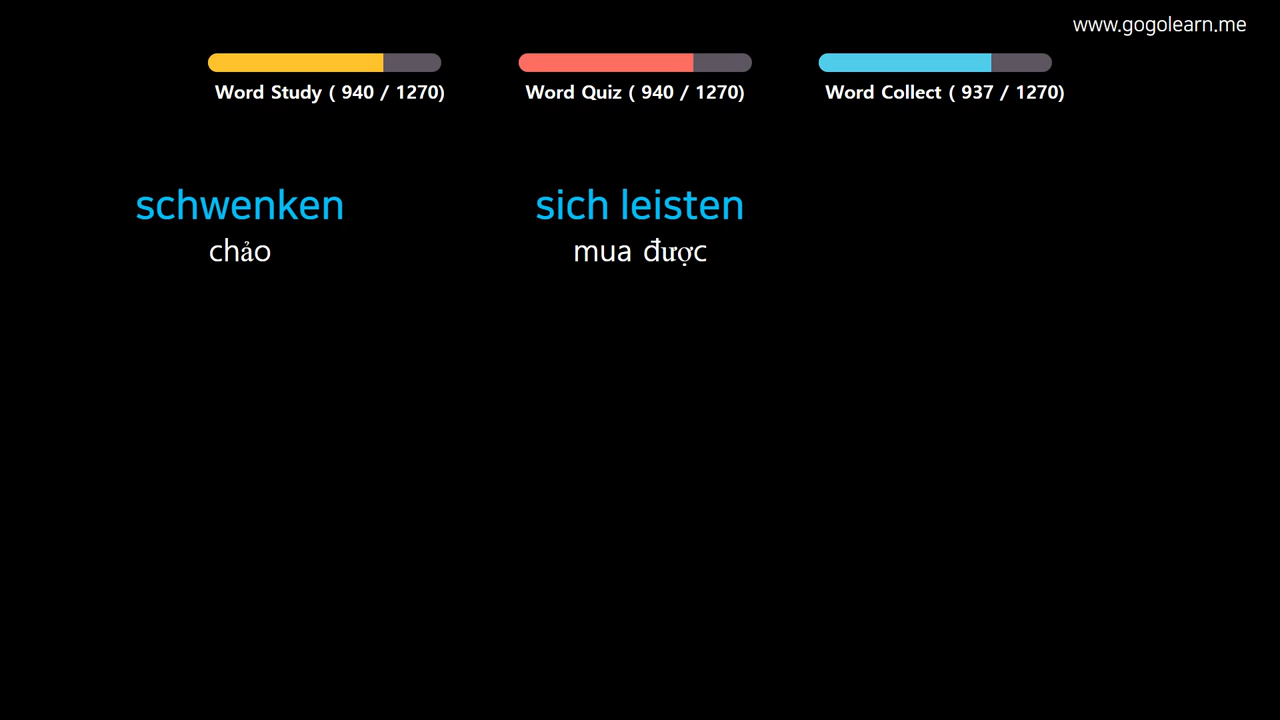 www.gogolearn.me
Word Study ( 940 / 1270)
Word Quiz ( 940 / 1270)
Word Collect ( 937 / 1270)
schwenken
chảo
sich leisten
mua được